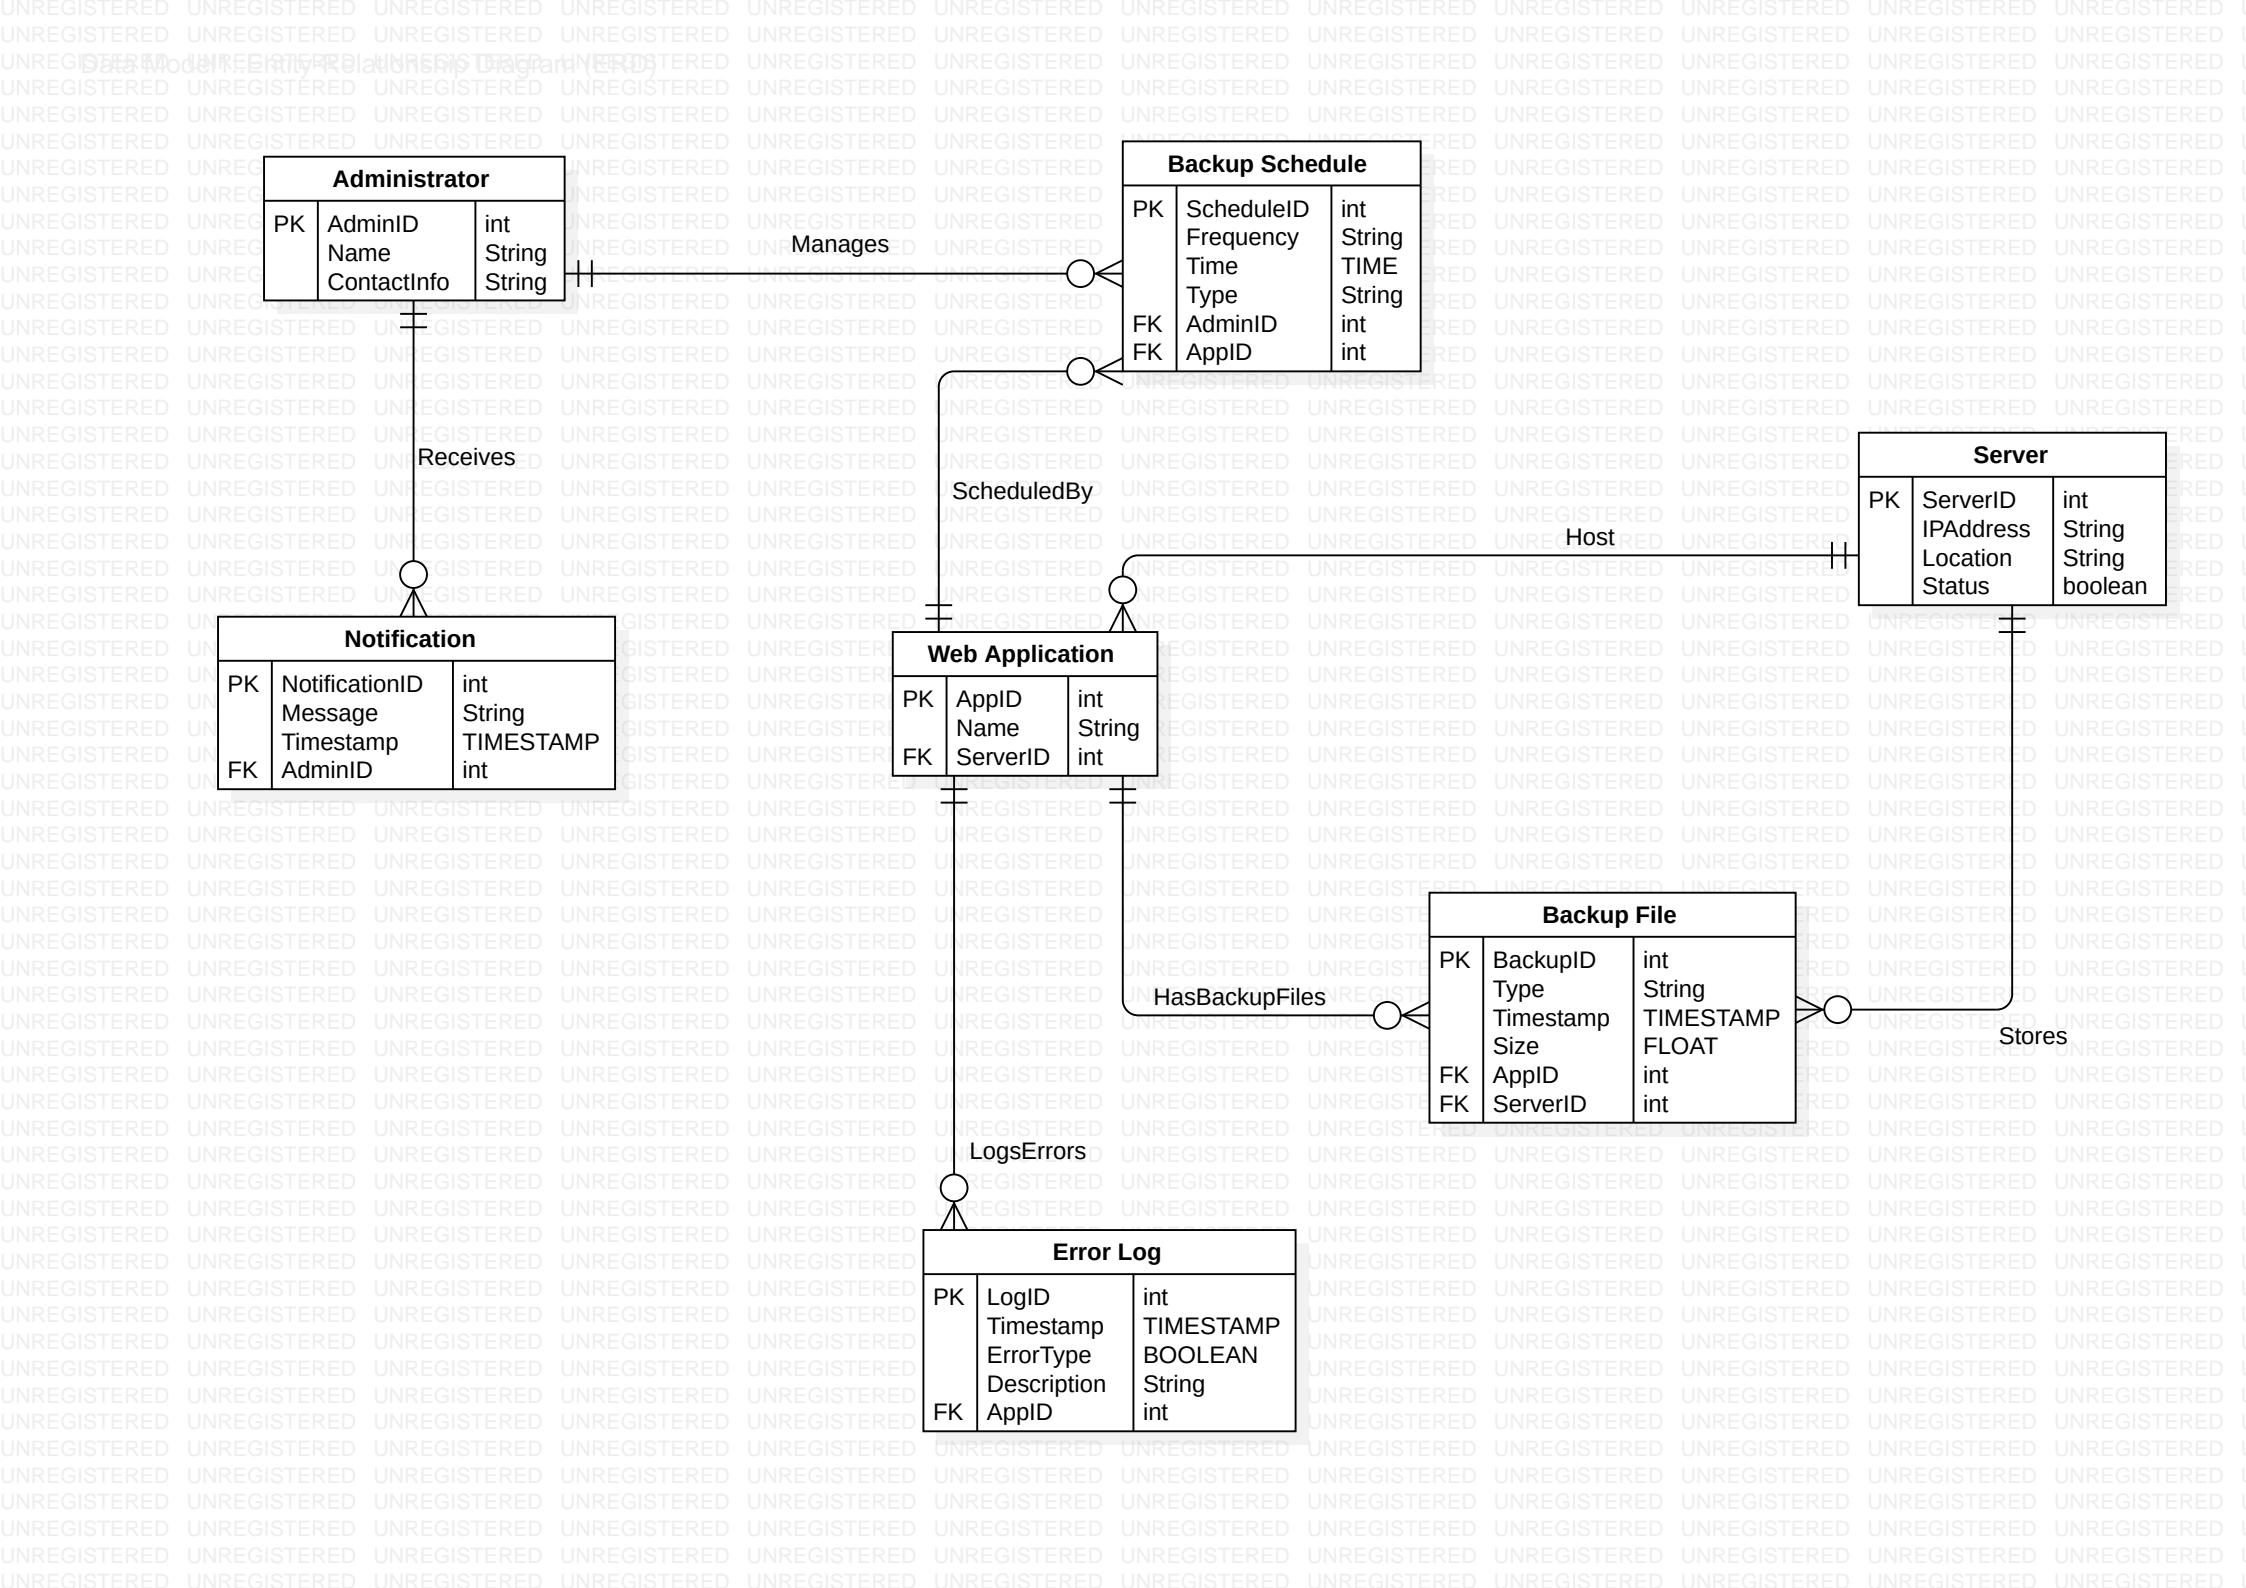 Data Model1: Entity-Relationship Diagram (ERD)
Administrator
PK AdminID int
Name String
ContactInfo String
Manages
Backup Schedule
PK ScheduleID int
Frequency String
Time TIME
Type String
FK AdminID int
FK AppID int
Receives
ScheduledBy
Host
Server
PK ServerID int
IPAddress String
Location String
Status boolean
Notification
PK NotificationID int
Message String
Timestamp TIMESTAMP
FK AdminID int
Web Application
PK AppID int
Name String
FK ServerID int
HasBackupFiles
Backup File
PK BackupID int
Type String
Timestamp TIMESTAMP
Size FLOAT
FK AppID int
FK ServerID int
Stores
LogsErrors
Error Log
PK LogID int
Timestamp TIMESTAMP
ErrorType BOOLEAN
Description String
FK AppID int
UNREGISTERED